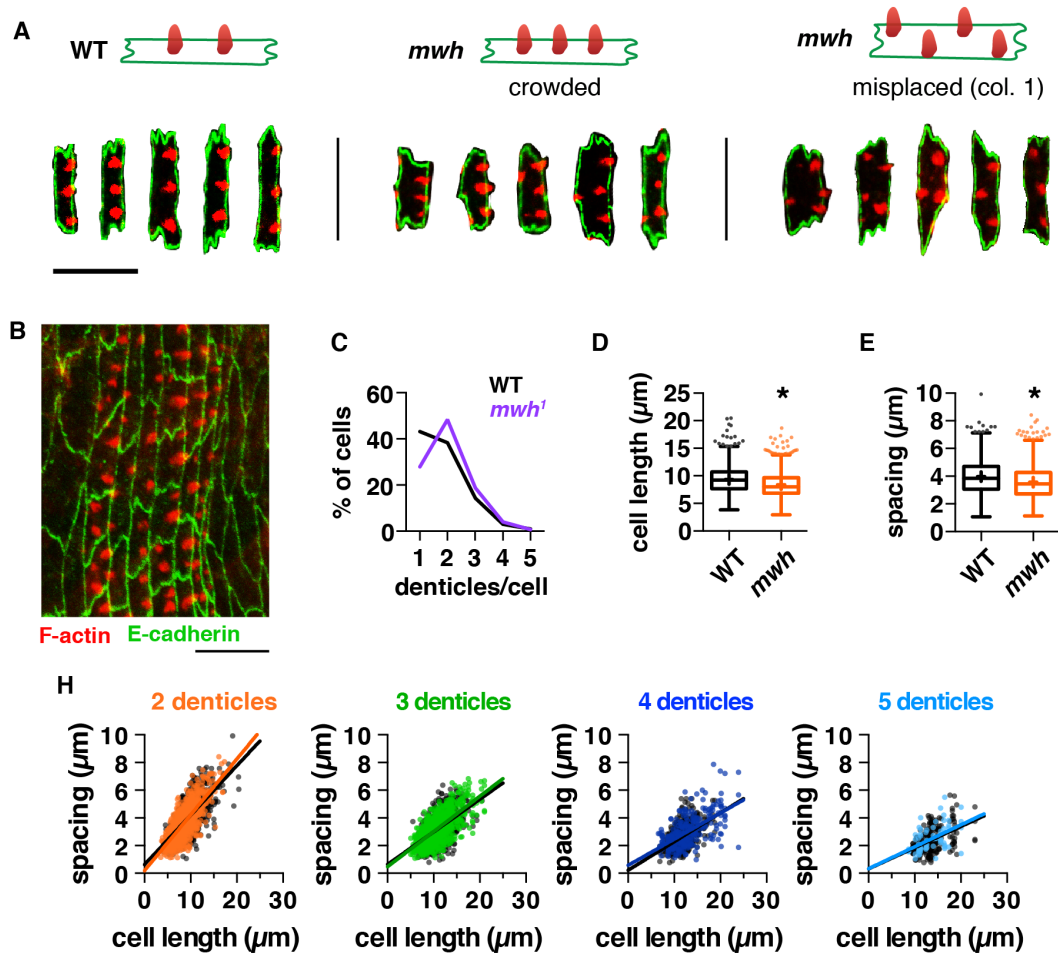 A
WT
mwh
crowded
mwh
misplaced (col. 1)
B
F-actin E-cadherin
C
WT
mwh1
% of cells
60
40
20
0
1 2 3 4 5
denticles/cell
D
cell length (µm)
25
20
15
10
5
0
*
WT
mwh
E
spacing (µm)
10
8
6
4
2
0
*
WT
mwh
H
2 denticles
spacing (µm)
10
8
6
4
2
0
0 10 20 30
cell length (µm)
3 denticles
spacing (µm)
10
8
6
4
2
0
0 10 20 30
cell length (µm)
4 denticles
spacing (µm)
10
8
6
4
2
0
0 10 20 30
cell length (µm)
5 denticles
spacing (µm)
10
8
6
4
2
0
0 10 20 30
cell length (µm)